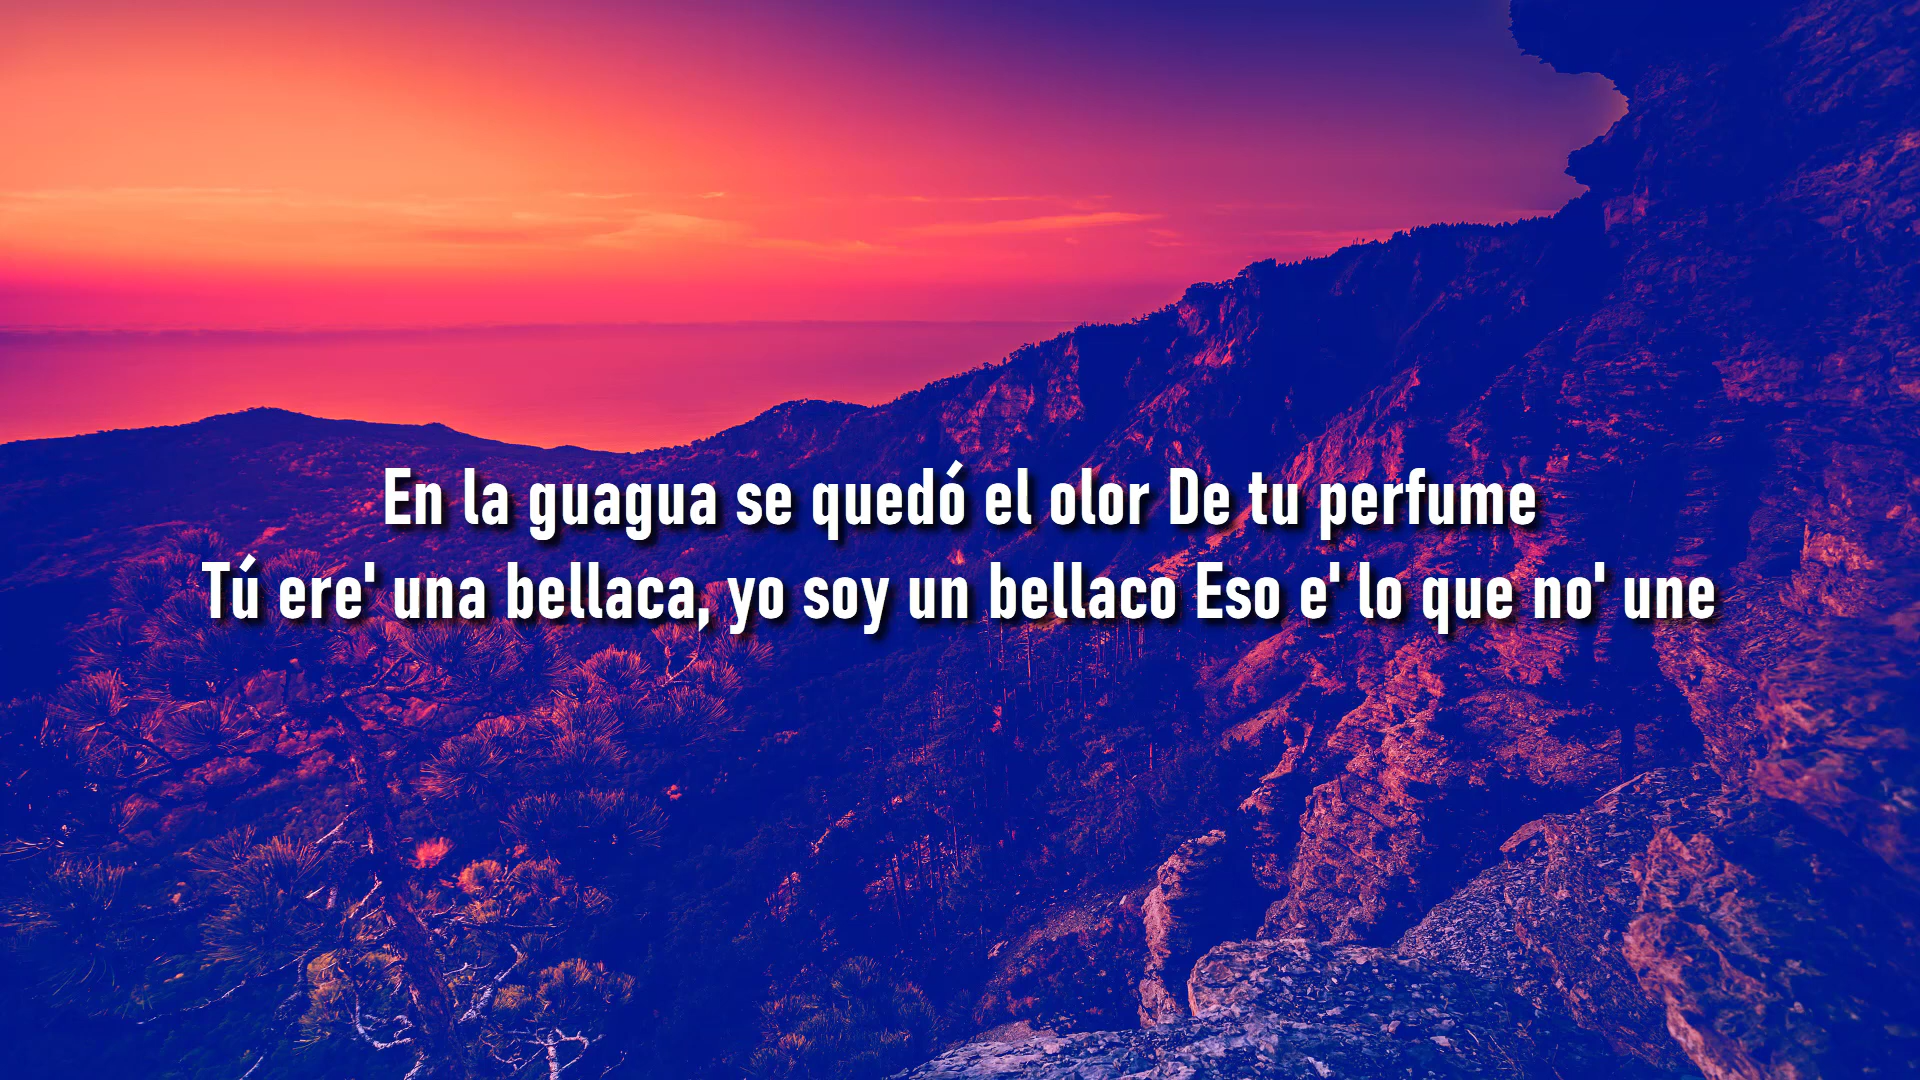 En la guagua se quedó el olor De tu perfume
Tú ere' una bellaca, yo soy un bellaco Eso e' lo que no' une